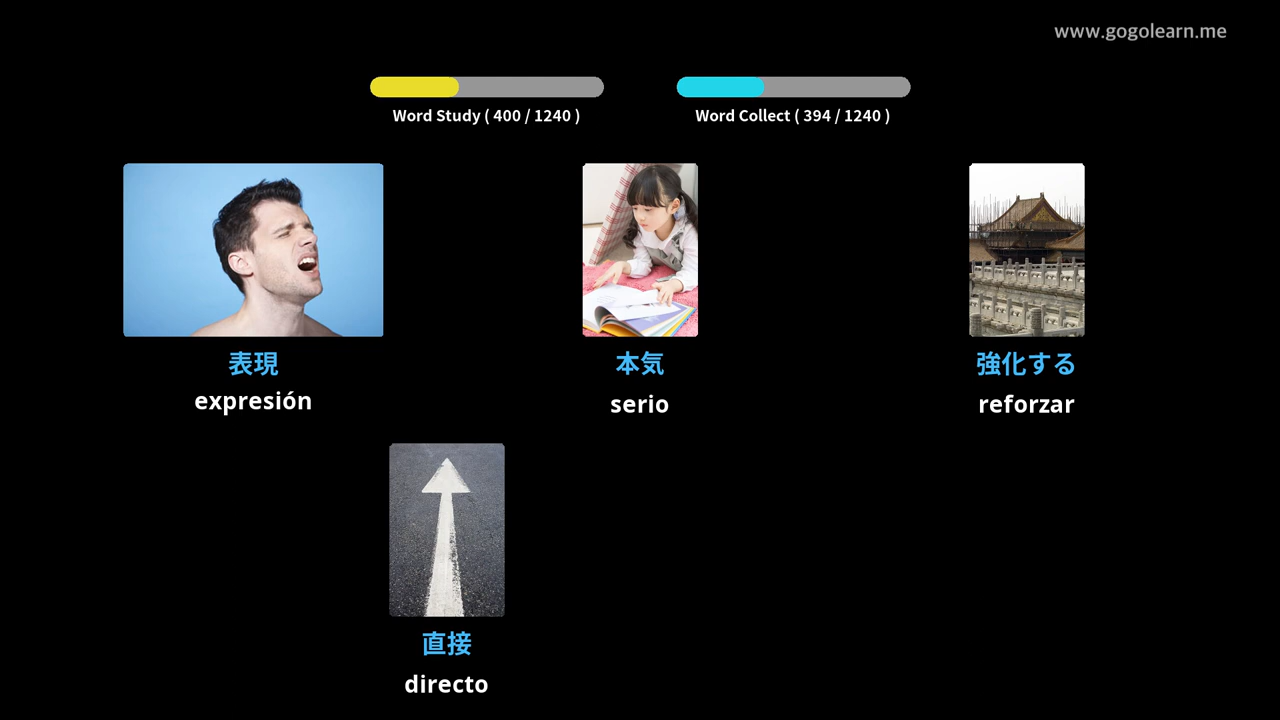 www.gogolearn.me
Word Study ( 400 / 1240 )
Word Collect ( 394 / 1240 )
表現
expresión
本気
serio
強化する
reforzar
直接
directo